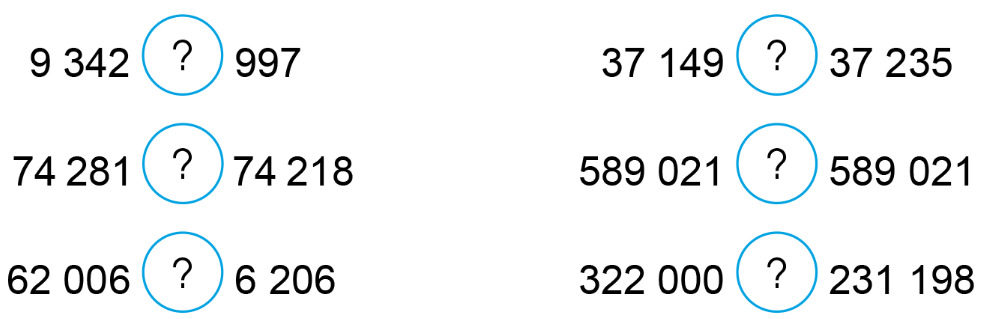 9 342 ? 997
37 149 ? 37 235
74 281 ? 74 218
589 021 ? 589 021
62 006 ? 6 206
322 000 ? 231 198